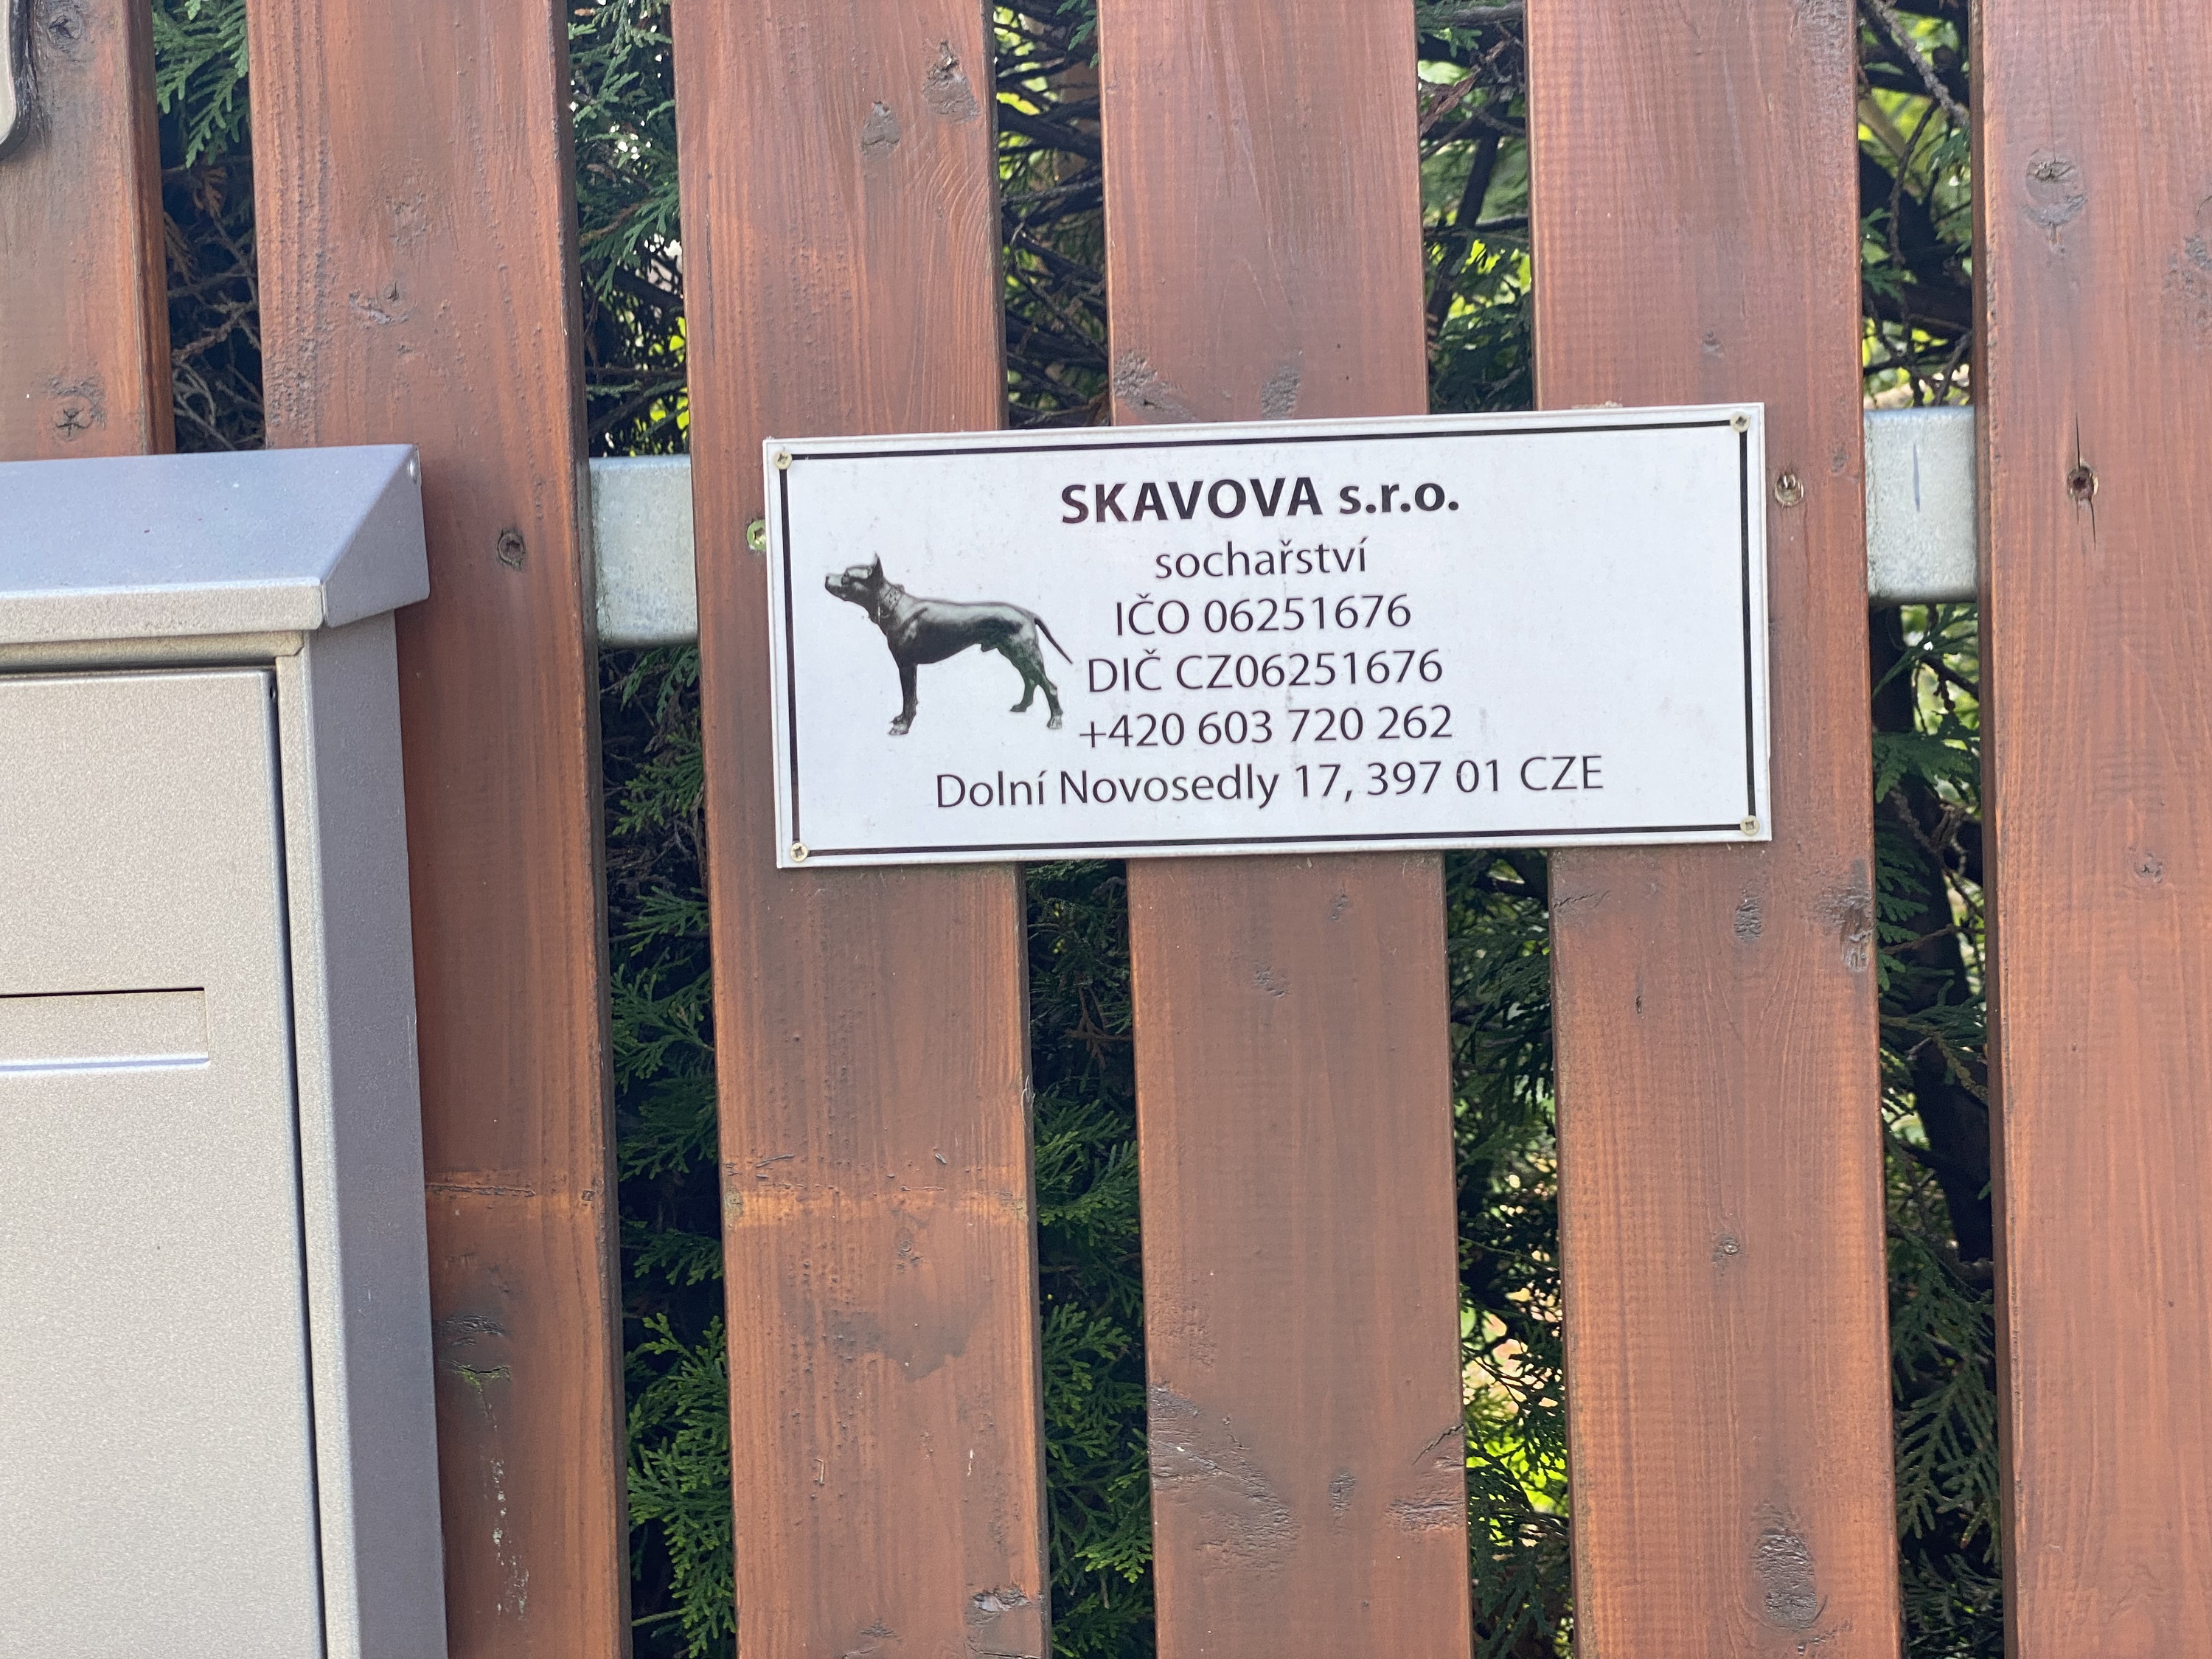 SKAVOVA s.r.o.
sochařství
IČO 06251676
DIČ CZ06251676
+420 603 720 262
Dolní Novosedly 17, 397 01 CZE